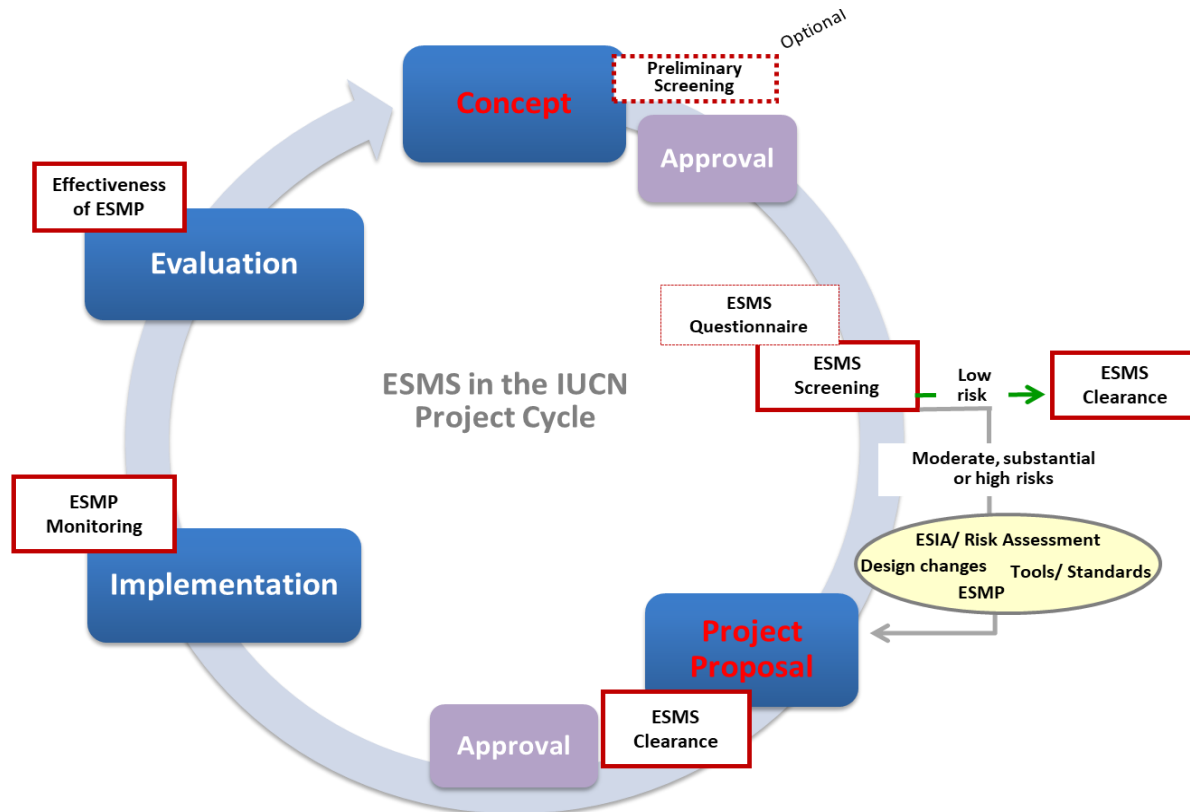 Optional
Preliminary
Screening
Concept
Approval
Effectiveness
of ESMP
Evaluation
ESMS
Questionnaire
ESMS
Screening
Low
risk
ESMS
Clearance
ESMS in the IUCN
Project Cycle
Moderate, substantial
or high risks
ESMP
Monitoring
Implementation
ESIA/ Risk Assessment
Design changes
Tools/ Standards
ESMP
Project
Proposal
ESMS
Clearance
Approval